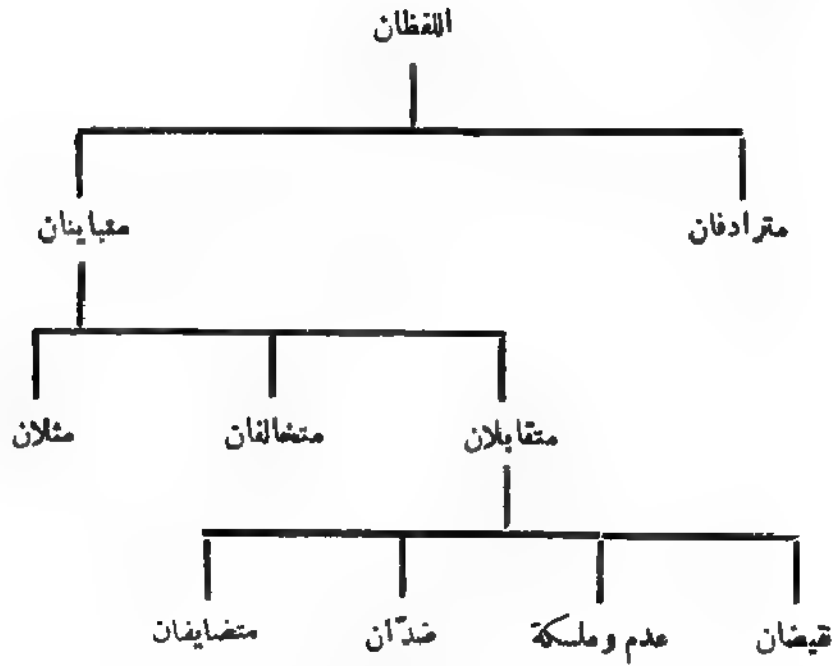 اللفظان
مترادفان متباينان
متقابلان متخالفان مثلان
نقيضان عدم وملكة ضدّان متضايفان